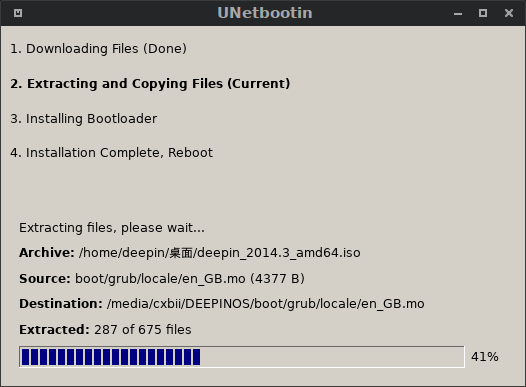 UNetbootin
1. Downloading Files (Done)
2. Extracting and Copying Files (Current)
3. Installing Bootloader
4. Installation Complete, Reboot
Extracting files, please wait...
Archive: /home/deepin/桌面/deepin_2014.3_amd64.iso
Source: boot/grub/locale/en_GB.mo (4377 B)
Destination: /media/cxbii/DEEPINOS/boot/grub/locale/en_GB.mo
Extracted: 287 of 675 files
41%